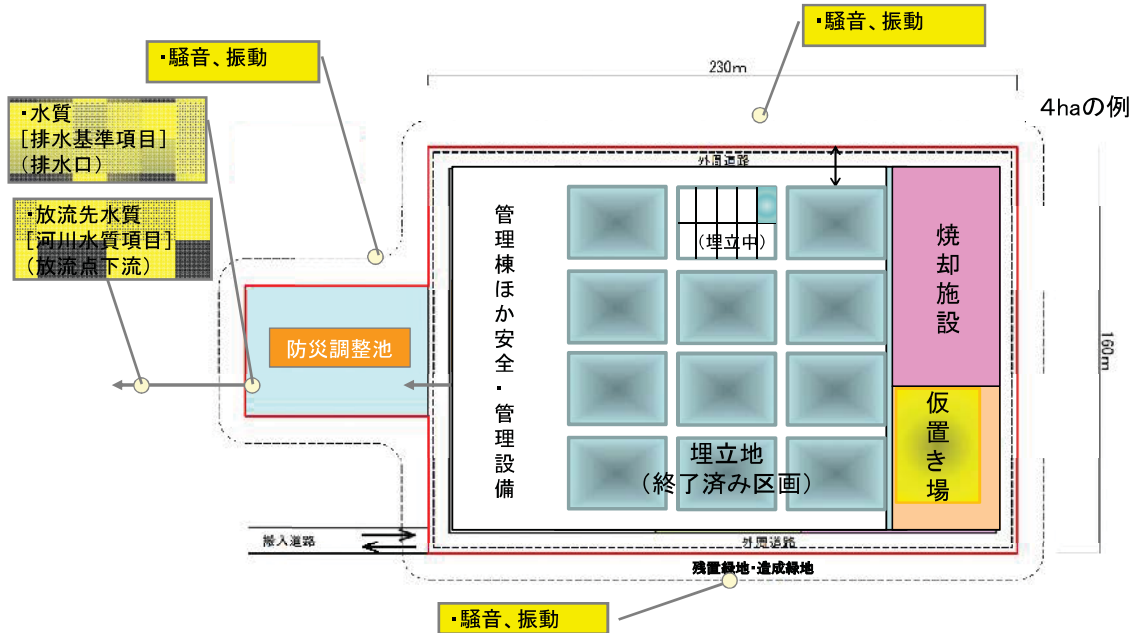 ・騒音、振動
・騒音、振動
230m
4haの例
・水質
[排水基準項目]
(排水口)
・放流先水質
[河川水質項目]
(放流点下流)
外周道路
管理棟ほか安全・管理設備
(埋立中)
焼却施設
160m
防災調整池
仮置き場
埋立地
(終了済み区画)
搬入道路
外周道路
残置緑地・造成緑地
・騒音、振動